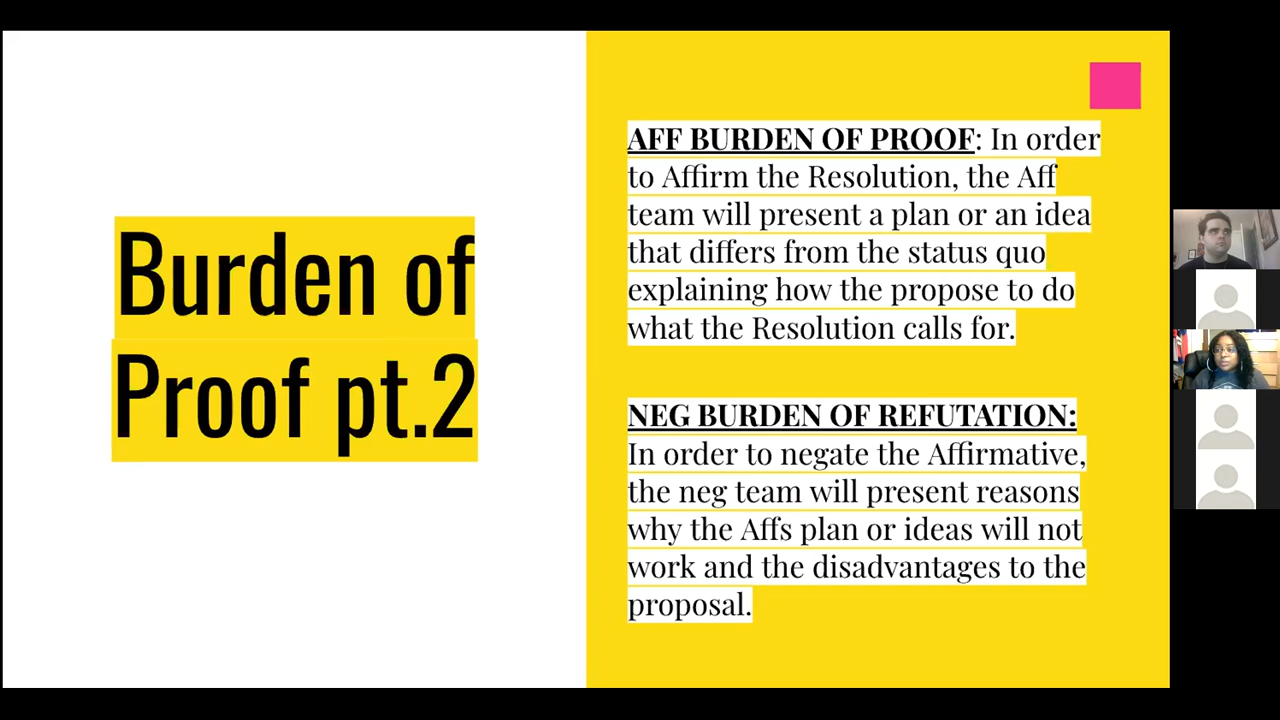 Burden of
Proof pt.2
AFF BURDEN OF PROOF: In order
to Affirm the Resolution, the Aff
team will present a plan or an idea
that differs from the status quo
explaining how the propose to do
what the Resolution calls for.
NEG BURDEN OF REFUTATION:
In order to negate the Affirmative,
the neg team will present reasons
why the Affs plan or ideas will not
work and the disadvantages to the
proposal.